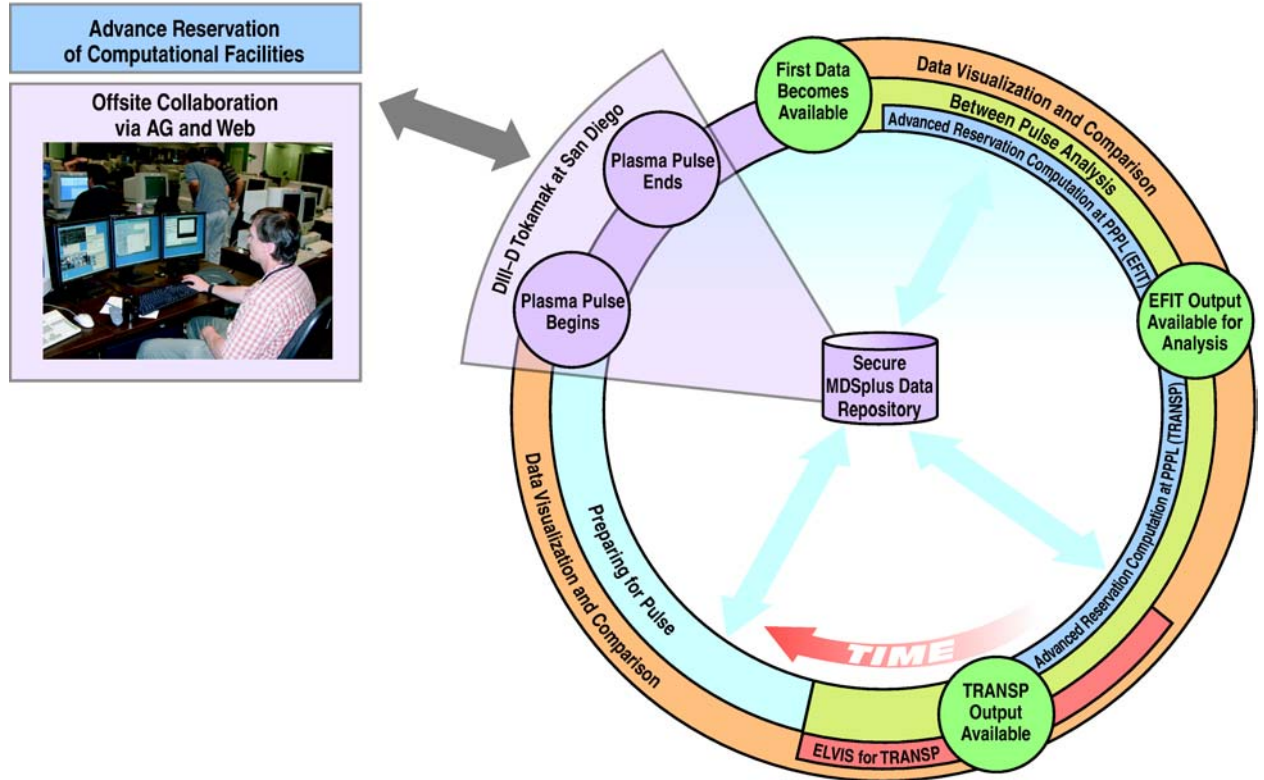 Advance Reservation
of Computational Facilities
Offsite Collaboration
via AG and Web
DIII–D Tokamak at San Diego
Plasma Pulse
Begins
Plasma Pulse
Ends
First Data
Becomes
Available
Data Visualization and Comparison
Between Pulse Analysis
Advanced Reservation Computation at PPPL (EFIT)
EFIT Output
Available for
Analysis
Secure
MDSplus Data
Repository
Advanced Reservation Computation at PPPL (TRANSP)
TRANSP
Output
Available
ELVIS for TRANSP
TIME
Preparing for Pulse
Data Visualization and Comparison